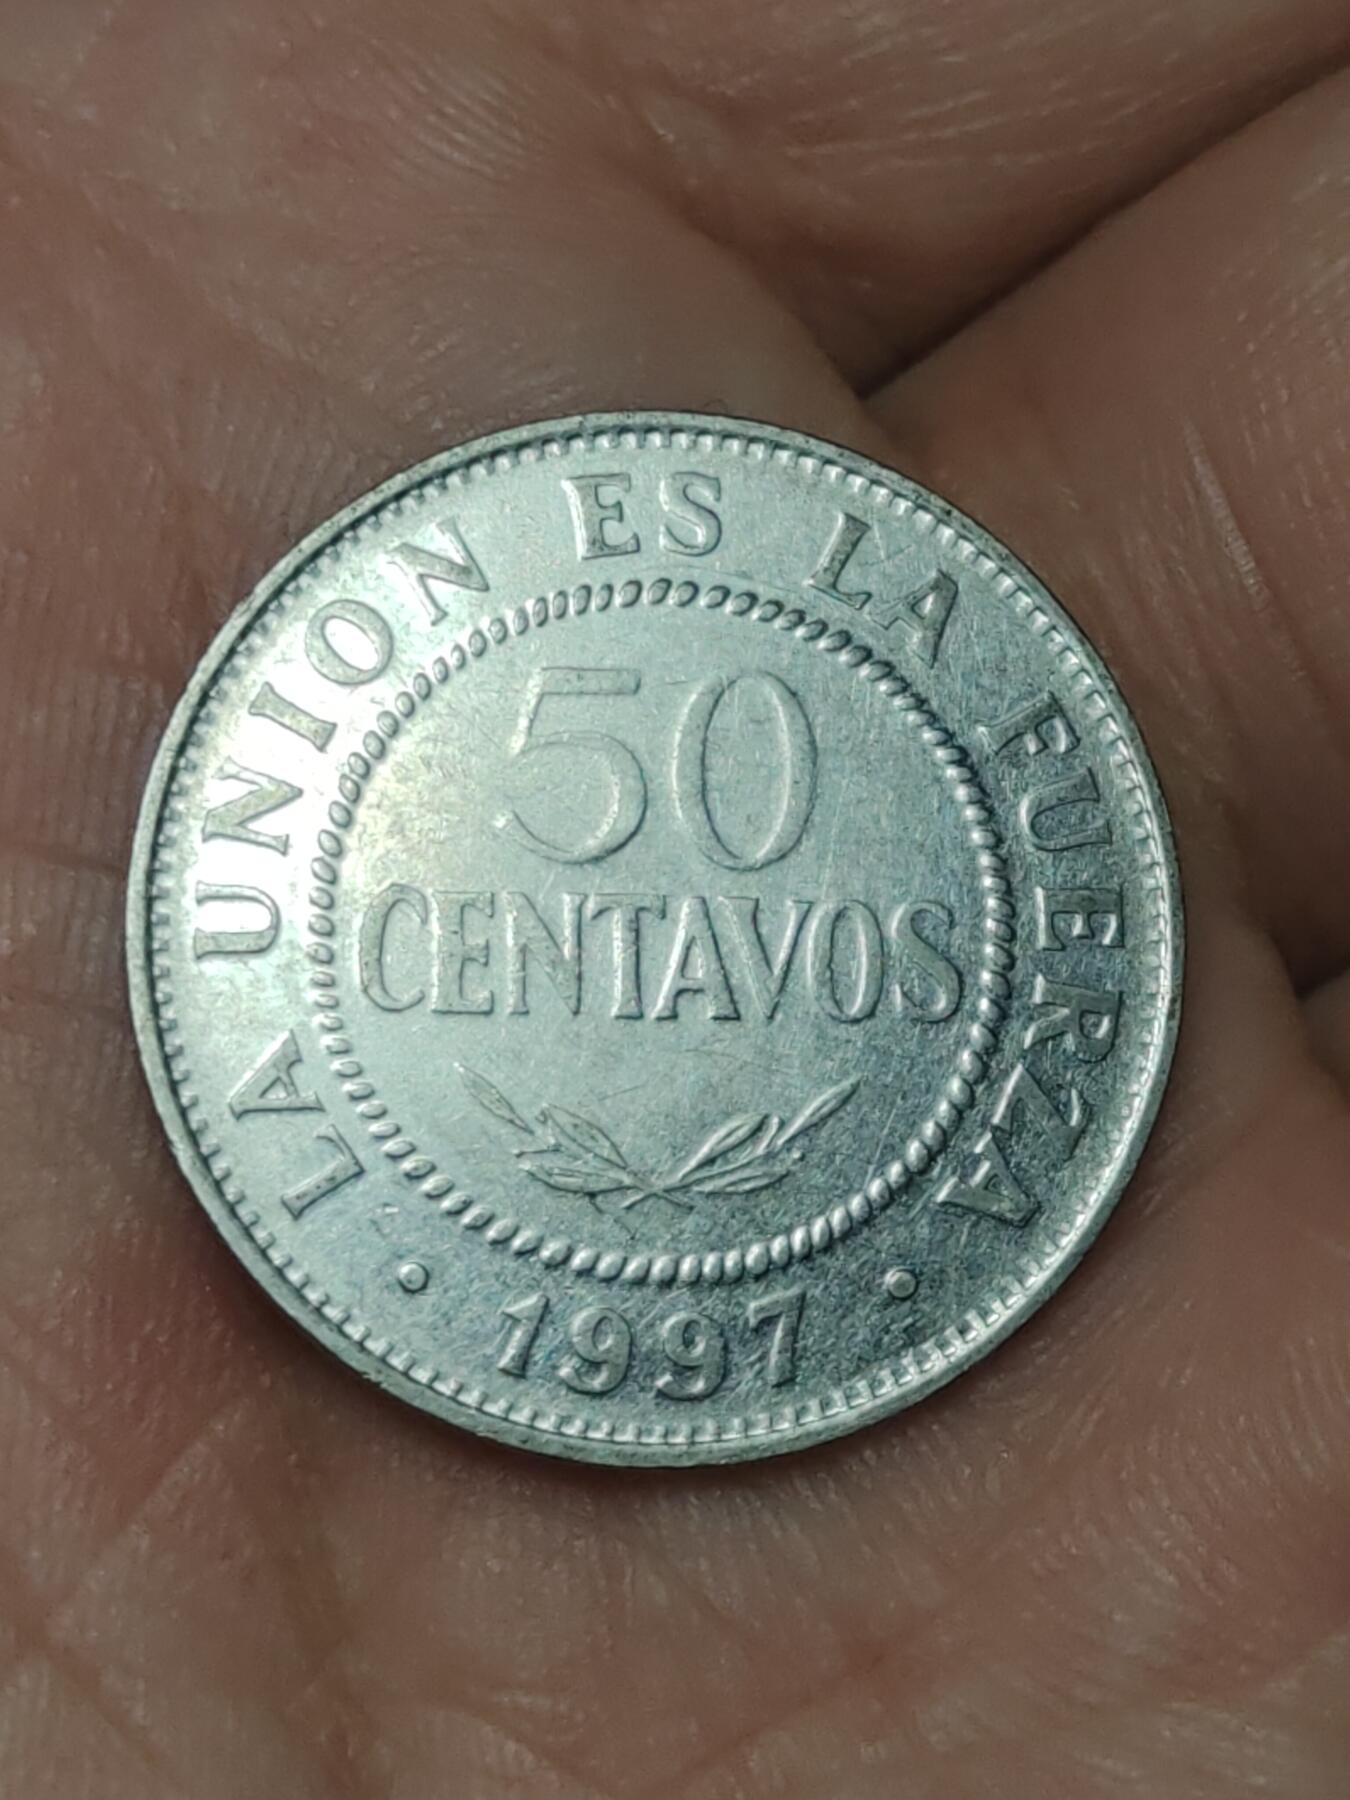 LA UNION ES LA FUERZA
50
CENTAVOS
• 1997 •